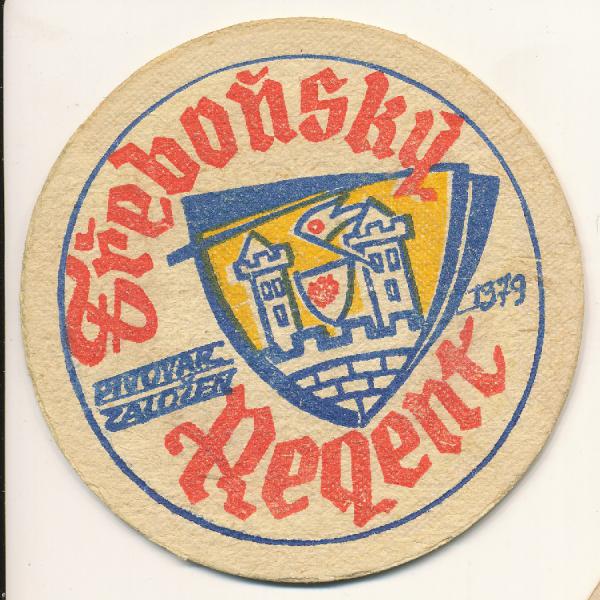 Třeboňský
PIVOVAR
ZALOŽEN
1379
Regent